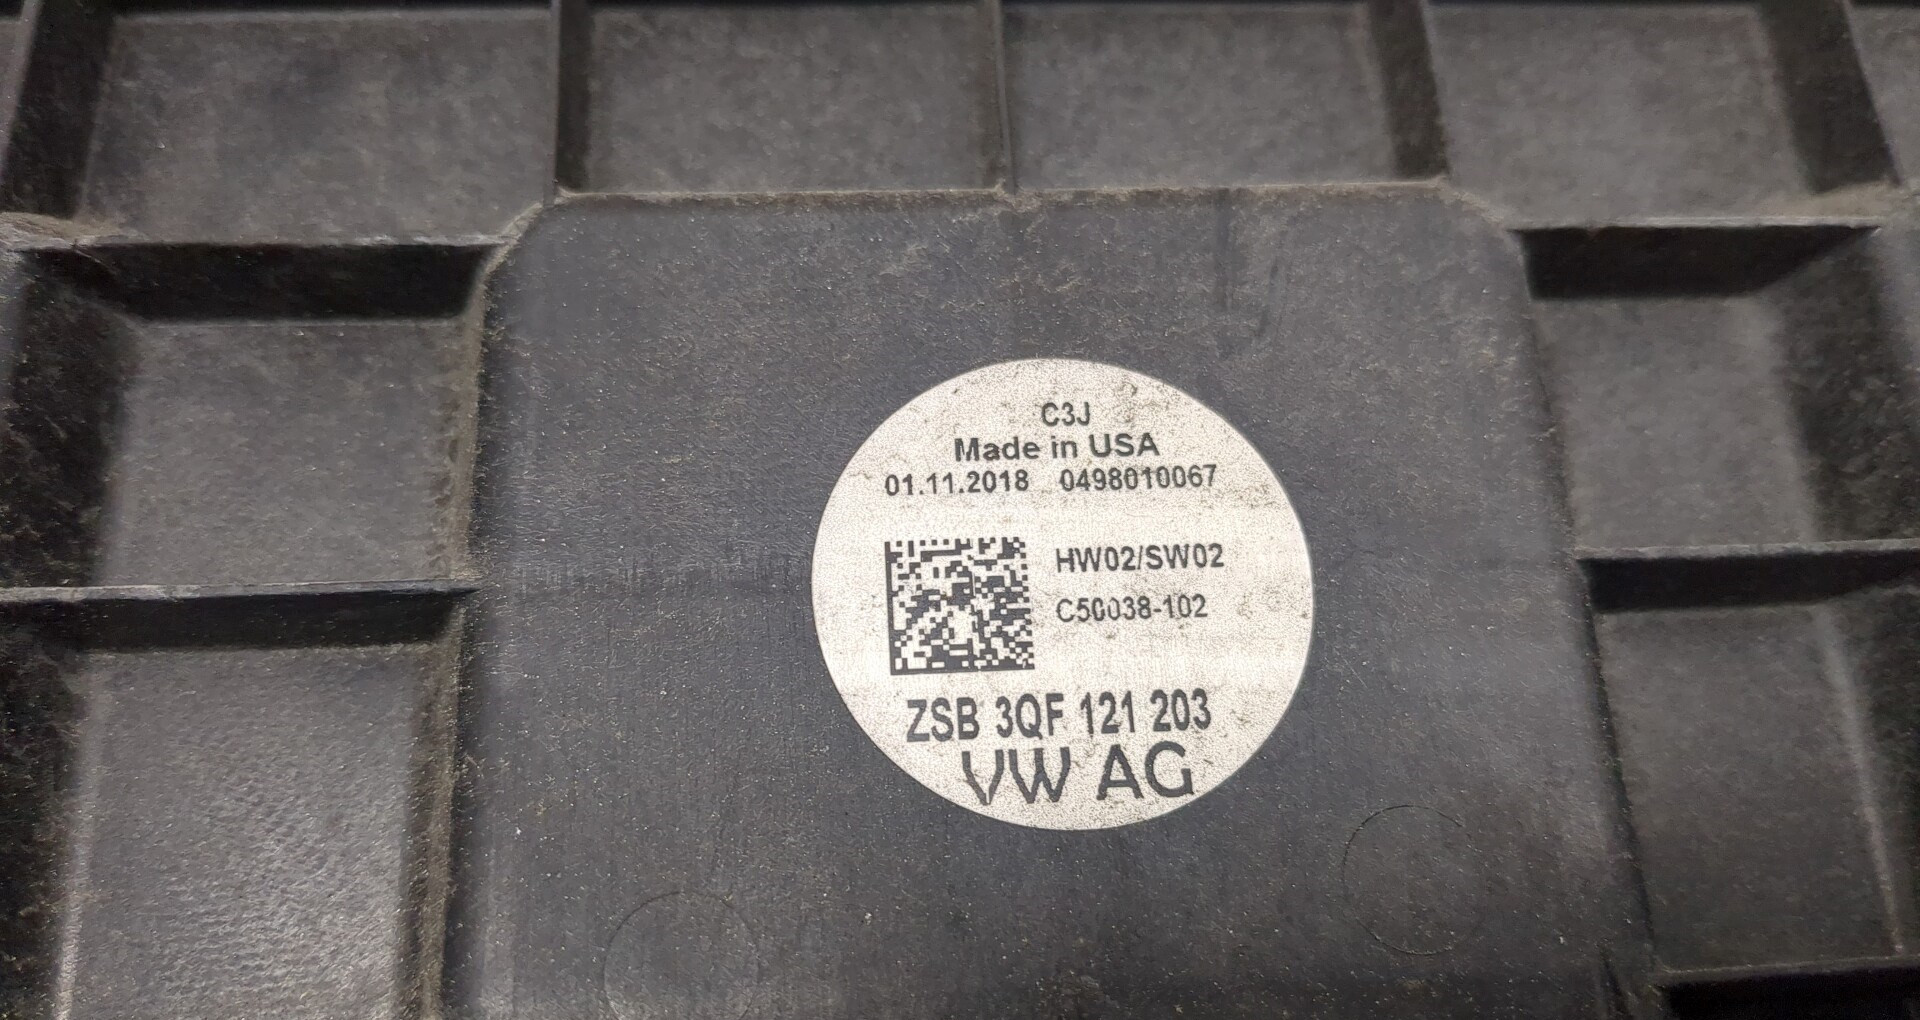 C3J
Made in USA
01.11.2018 0498010067
HW02/SW02
C50038-102
ZSB 3QF 121 203
VW AG